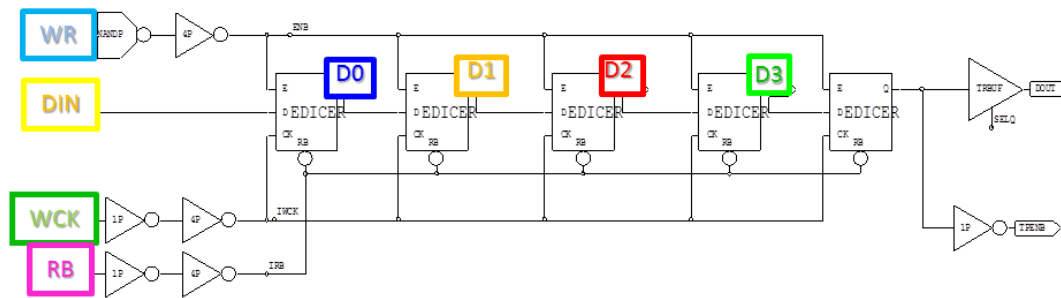 WR
NANDP
4P
ENB
E
D0
E
D1
E
D2
E
D3
E
Q
TRBUF
DOUT
SELQ
DIN
D
EDICER
D
EDICER
D
EDICER
D
EDICER
D
EDICER
CK
RB
CK
RB
CK
RB
CK
RB
CK
RB
WCK
1P
4P
IWCK
1P
TPENB
RB
1P
4P
IRB